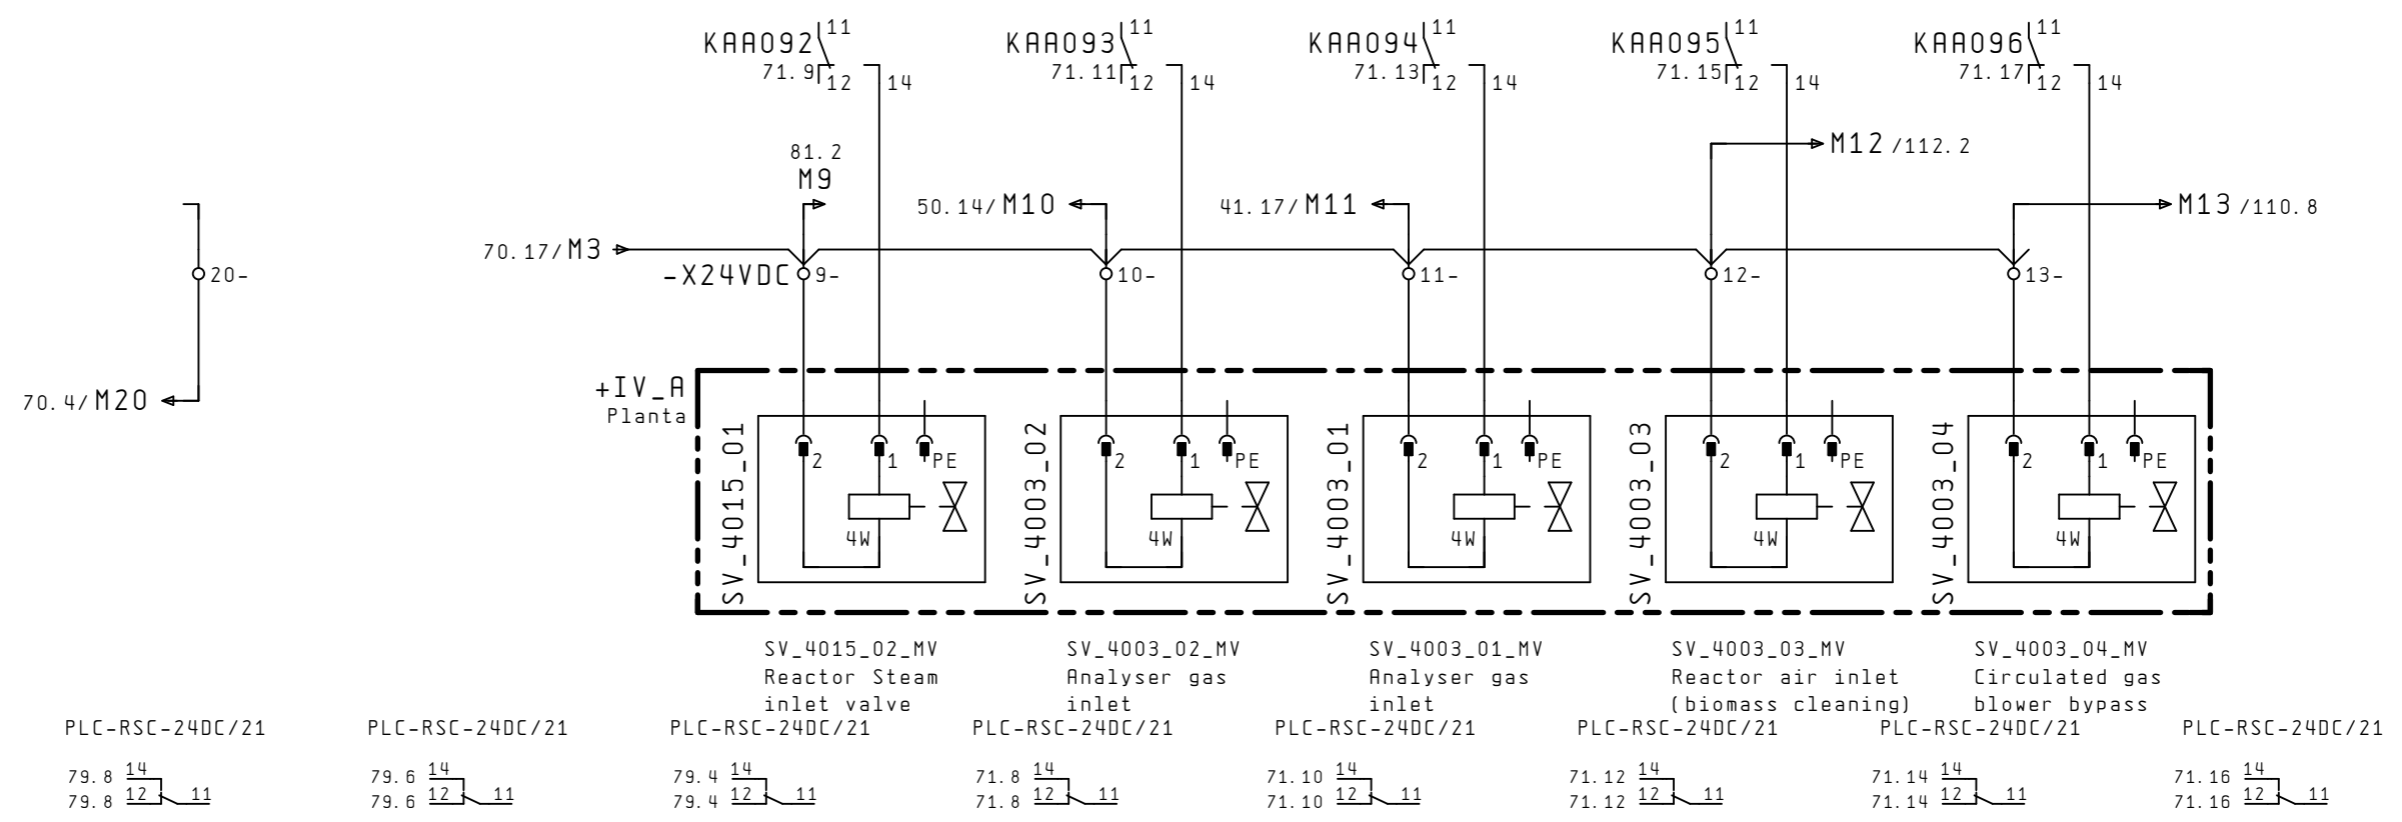 KAA092 11 KAA093 11 KAA094 11 KAA095 11 KAA096 11
71.9 12 14 71.11 12 14 71.13 12 14 71.15 12 14 71.17 12 14
81.2 M12 /112.2
M9 50.14/M10 41.17/M11 M13 /110.8
70.17/M3
20- -X24VDC 9- 10- 11- 12- 13-
+IV_A
70.4/M20 Planta
SV_4015_01 SV_4003_02 SV_4003_01 SV_4003_03 SV_4003_04
2 1 PE 2 1 PE 2 1 PE 2 1 PE 2 1 PE
4W 4W 4W 4W 4W
SV_4015_02_MV SV_4003_02_MV SV_4003_01_MV SV_4003_03_MV SV_4003_04_MV
Reactor Steam Analyser gas Analyser gas Reactor air inlet Circulated gas
inlet valve inlet inlet (biomass cleaning) blower bypass
PLC-RSC-24DC/21 PLC-RSC-24DC/21 PLC-RSC-24DC/21 PLC-RSC-24DC/21 PLC-RSC-24DC/21 PLC-RSC-24DC/21 PLC-RSC-24DC/21 PLC-RSC-24DC/21
79.8 14 79.6 14 79.4 14 71.8 14 71.10 14 71.12 14 71.14 14 71.16 14
79.8 12 11 79.6 12 11 79.4 12 11 71.8 12 11 71.10 12 11 71.12 12 11 71.14 12 11 71.16 12 11